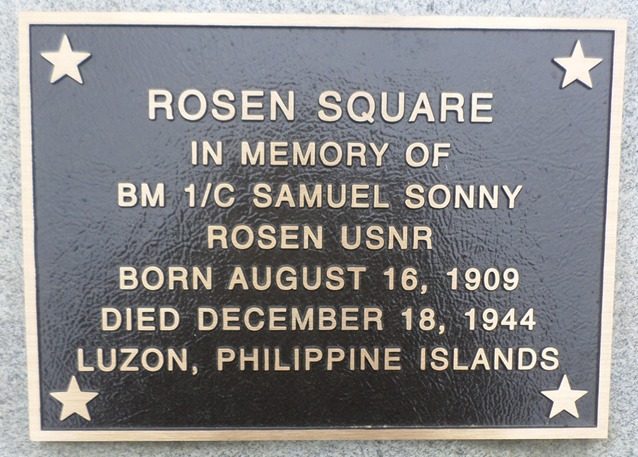 ROSEN SQUARE
IN MEMORY OF
BM 1/C SAMUEL SONNY
ROSEN USNR
BORN AUGUST 16, 1909
DIED DECEMBER 18, 1944
LUZON, PHILIPPINE ISLANDS